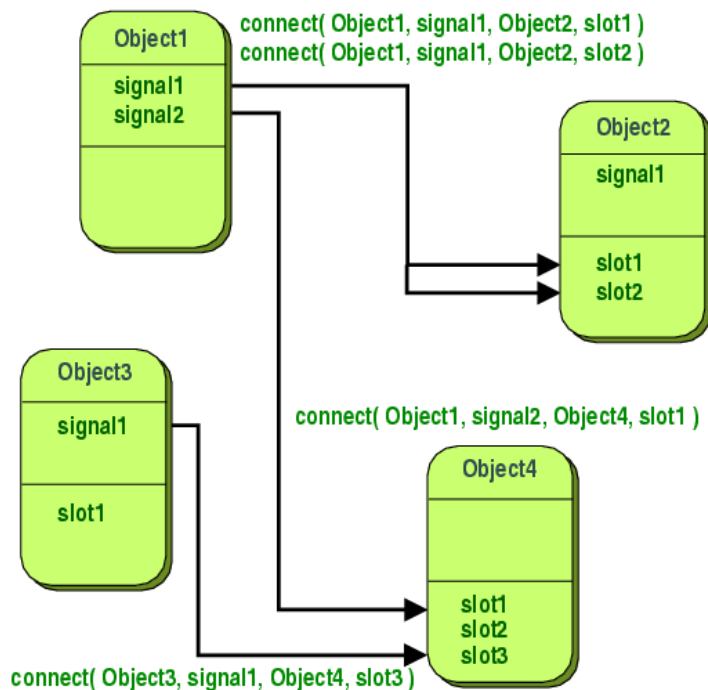 Object1
signal1
signal2
connect( Object1, signal1, Object2, slot1 )
connect( Object1, signal1, Object2, slot2 )
Object2
signal1
slot1
slot2
Object3
signal1
slot1
connect( Object1, signal2, Object4, slot1 )
Object4
slot1
slot2
slot3
connect( Object3, signal1, Object4, slot3 )